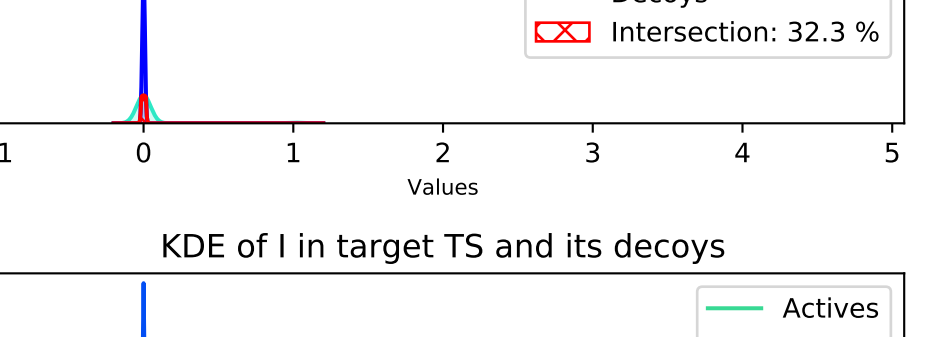 Decoys
Intersection: 32.3 %
1 0 1 2 3 4 5
Values
KDE of I in target TS and its decoys
Actives